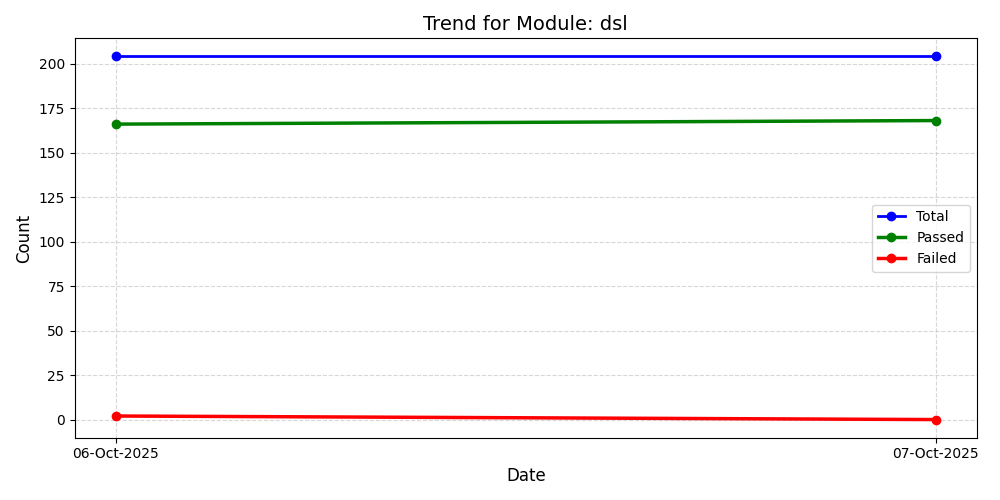 Trend for Module: dsl
Count
200
175
150
125
100
75
50
25
0
Total
Passed
Failed
06-Oct-2025
07-Oct-2025
Date